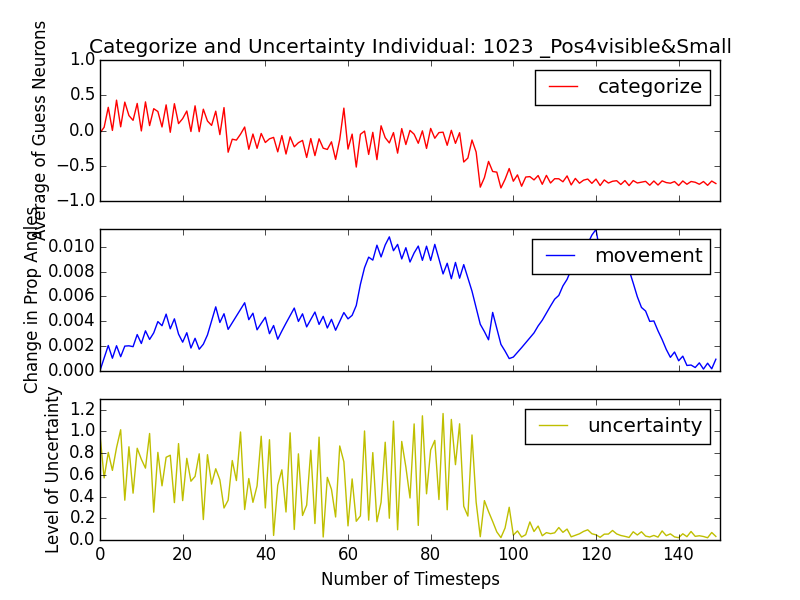 Categorize and Uncertainty Individual: 1023 _Pos4visible&Small
Average of Guess Neurons
1.0
0.5
0.0
−0.5
−1.0
categorize
Change in Prop Angles
0.010
0.008
0.006
0.004
0.002
0.000
movement
Level of Uncertainty
1.2
1.0
0.8
0.6
0.4
0.2
0.0
uncertainty
0 20 40 60 80 100 120 140
Number of Timesteps